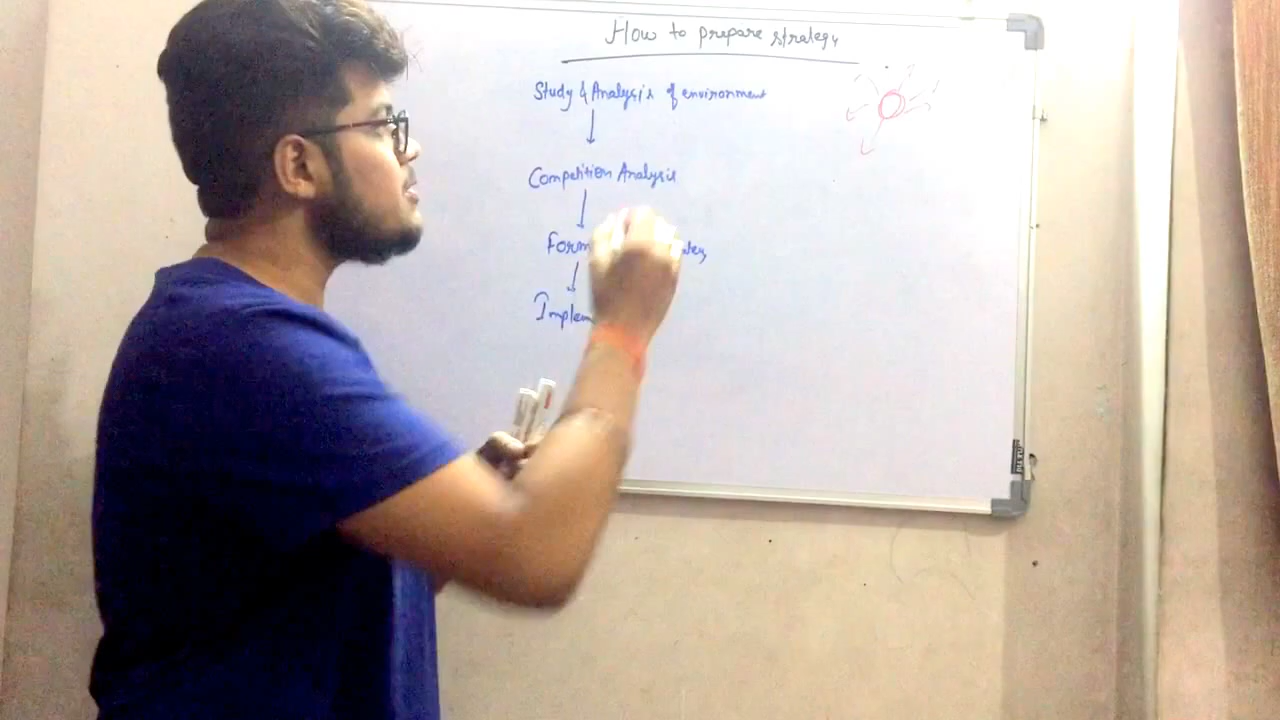 How to prepare strategy
Study & Analysis of environment
Competition Analysis